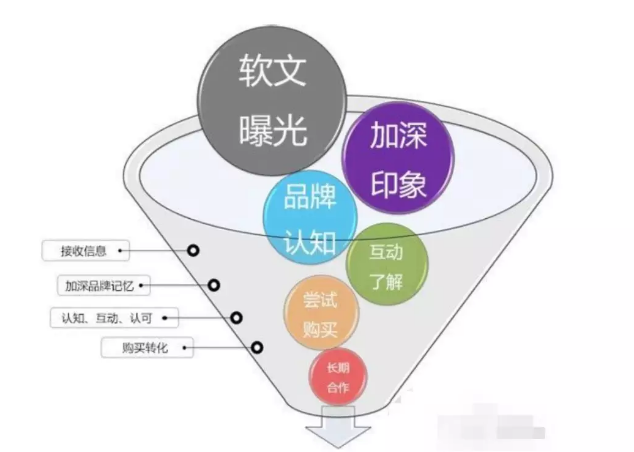 软文
曝光
加深
印象
品牌
认知
互动
了解
尝试
购买
长期
合作
接收信息
加深品牌记忆
认知、互动、认可
购买转化